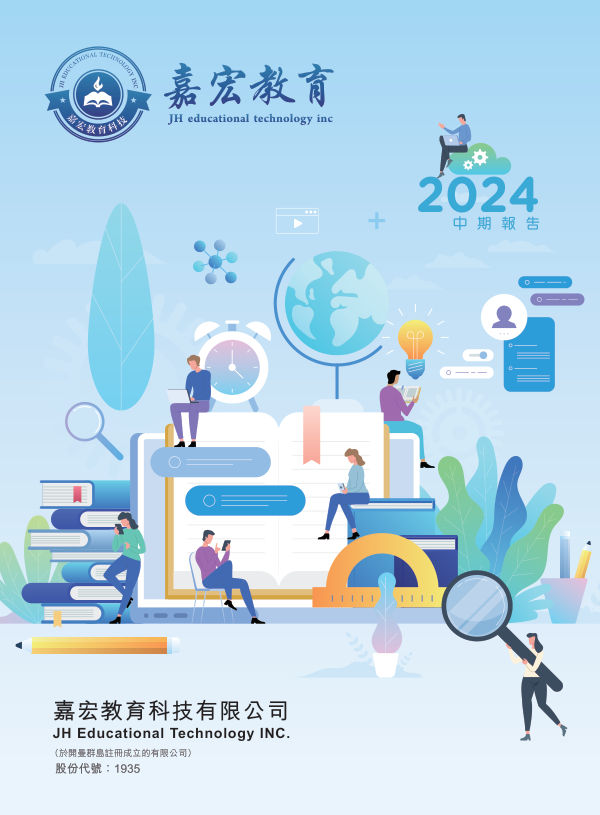 JH EDUCATIONAL TECHNOLOGY INC
嘉宏教育科技
嘉宏教育
JH educational technology inc
2024
中期報告
嘉宏教育科技有限公司
JH Educational Technology INC.
（於開曼群島註冊成立的有限公司）
股份代號：1935